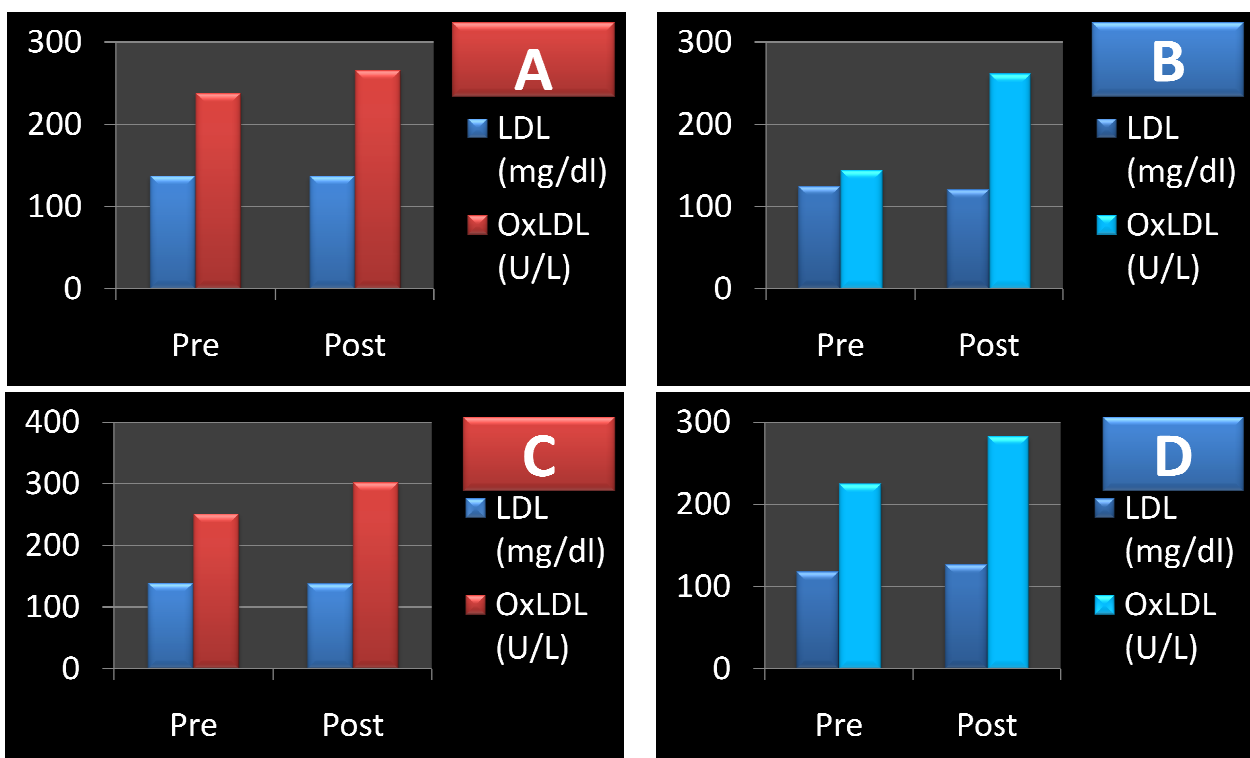 A
300
200
100
0
Pre Post
LDL
(mg/dl)
OxLDL
(U/L)
B
300
200
100
0
Pre Post
LDL
(mg/dl)
OxLDL
(U/L)
C
400
300
200
100
0
Pre Post
LDL
(mg/dl)
OxLDL
(U/L)
D
300
200
100
0
Pre Post
LDL
(mg/dl)
OxLDL
(U/L)